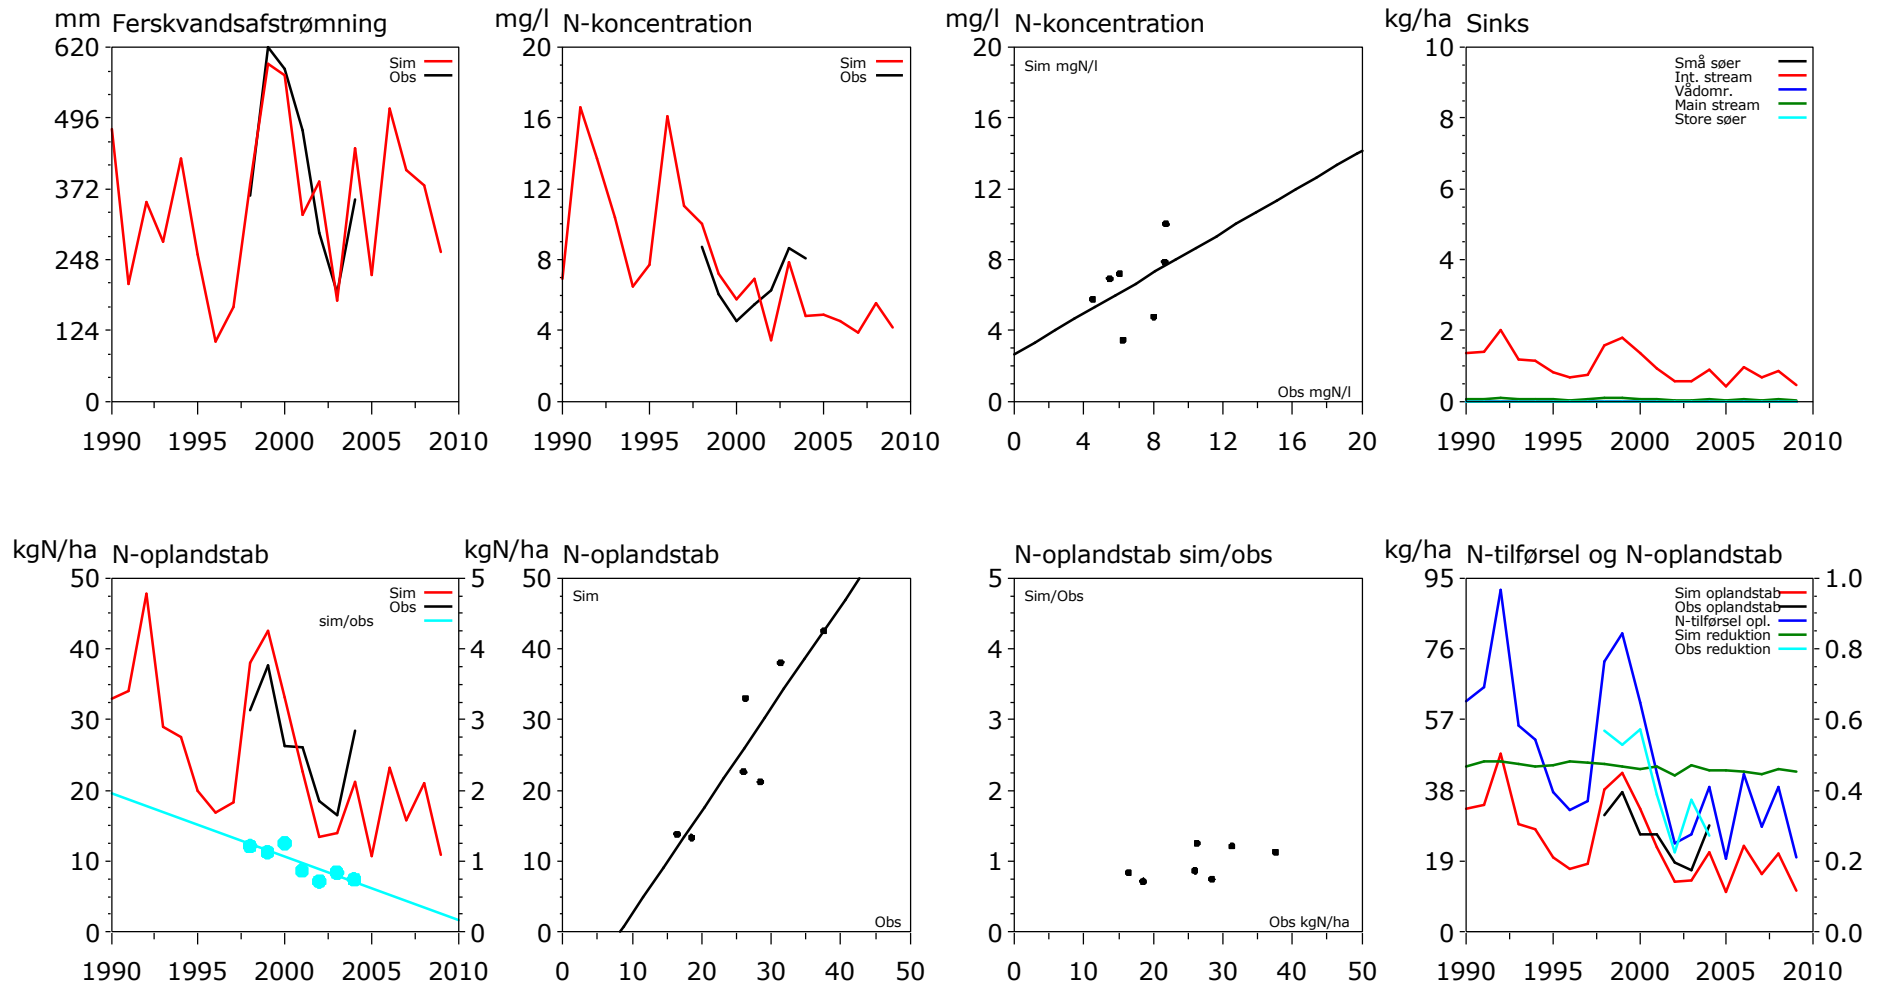 mm Ferskvandsafstrømning
620
496
372
248
124
0
Sim
Obs
1990 1995 2000 2005 2010
mg/l N-koncentration
20
16
12
8
4
0
Sim
Obs
1990 1995 2000 2005 2010
mg/l N-koncentration
20
16
12
8
4
0
Sim mgN/l
Obs mgN/l
0 4 8 12 16 20
kg/ha Sinks
10
8
6
4
2
0
Små søer
Int. stream
Vådomr.
Main stream
Store søer
1990 1995 2000 2005 2010
kgN/ha N-oplandstab
50
40
30
20
10
0
Sim
Obs
sim/obs
5
4
3
2
1
0
1990 1995 2000 2005 2010
kgN/ha N-oplandstab
50
40
30
20
10
0
Sim
Obs
0 10 20 30 40 50
N-oplandstab sim/obs
5
4
3
2
1
0
Sim/Obs
Obs kgN/ha
0 10 20 30 40 50
kg/ha N-tilførsel og N-oplandstab
95
76
57
38
19
0
Sim oplandstab
Obs oplandstab
N-tilførsel opl.
Sim reduktion
Obs reduktion
1.0
0.8
0.6
0.4
0.2
0.0
1990 1995 2000 2005 2010